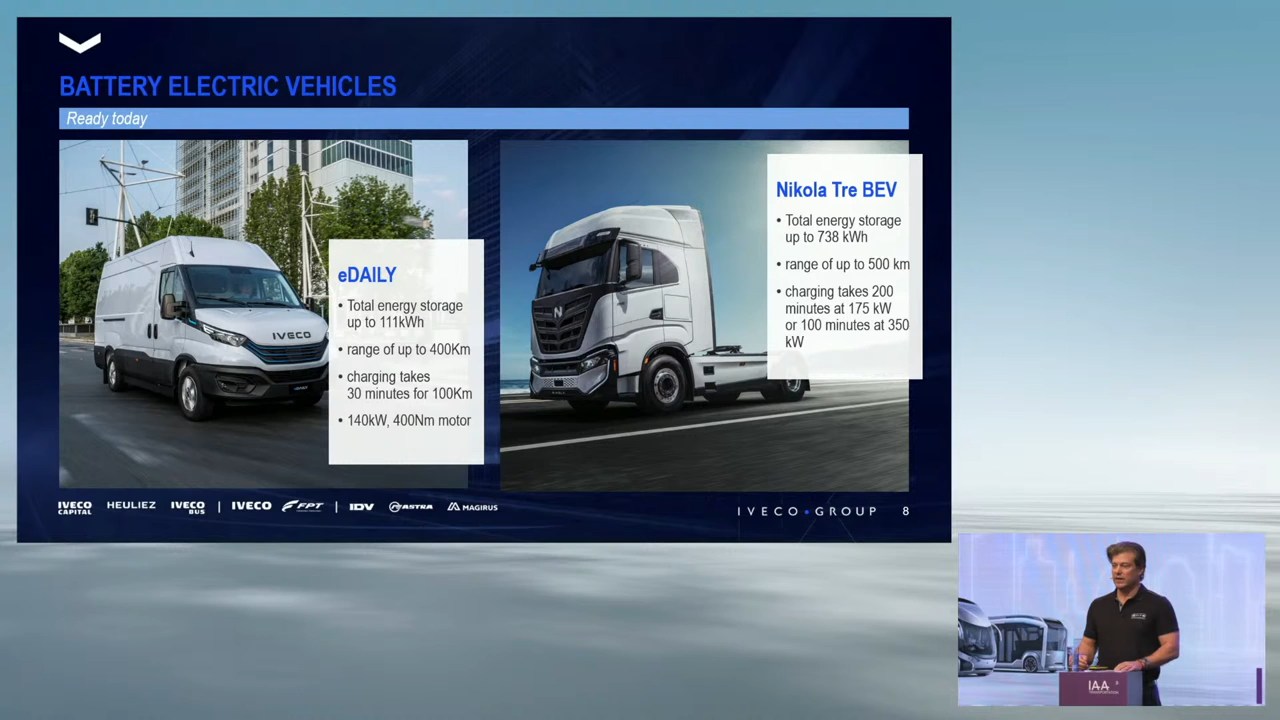 BATTERY ELECTRIC VEHICLES
Ready today
IVECO
eDAILY
• Total energy storage
up to 111kWh
• range of up to 400Km
• charging takes
30 minutes for 100Km
• 140kW, 400Nm motor
N
Nikola Tre BEV
• Total energy storage
up to 738 kWh
• range of up to 500 km
• charging takes 200
minutes at 175 kW
or 100 minutes at 350
kW
IVECO CAPITAL HEULIEZ IVECO BUS | IVECO FPT | IDV ASTRA MAGIRUS
IVECO • GROUP 8
IAA
TRANSPORTATION